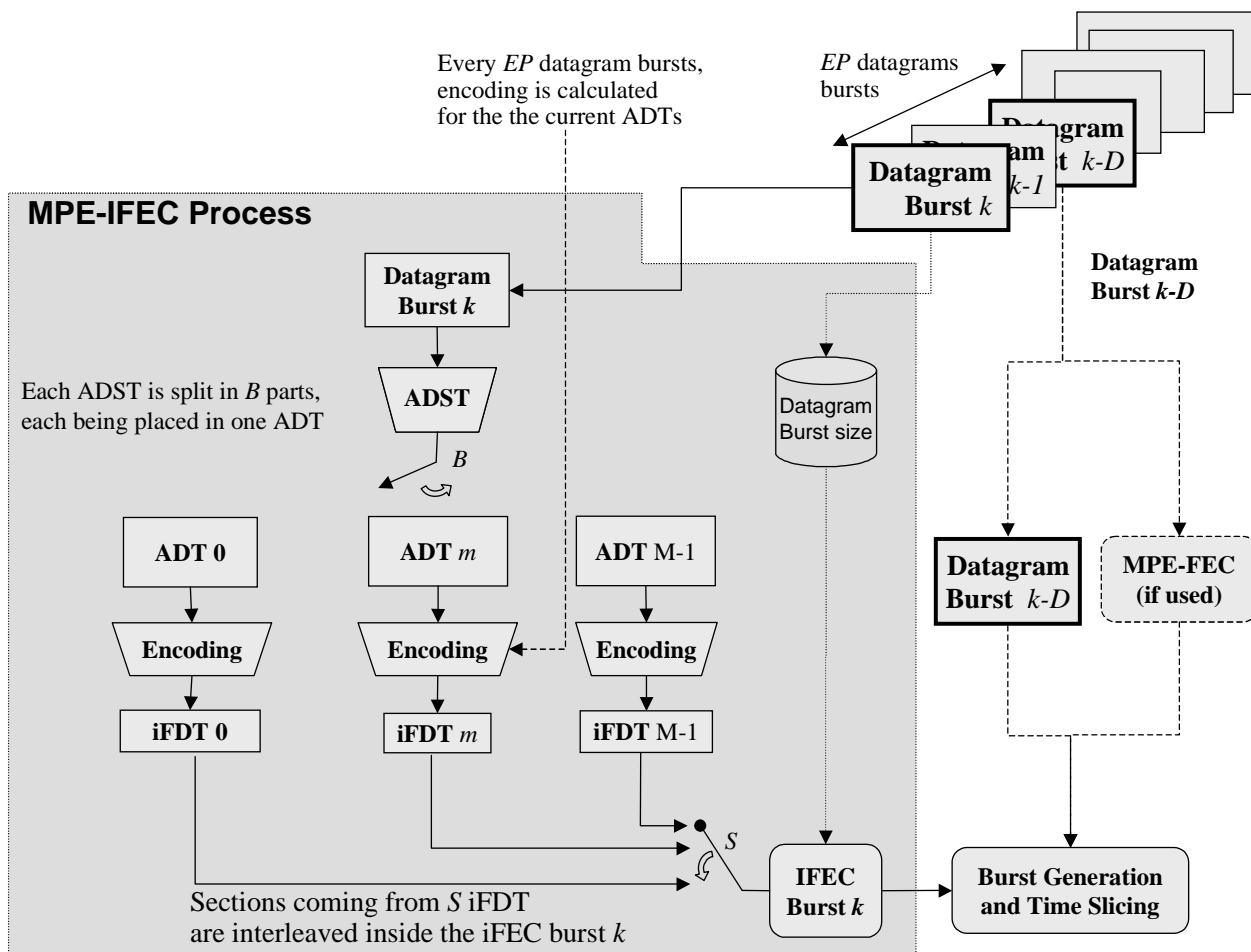 Every EP datagram bursts,
encoding is calculated
for the the current ADTs
EP datagrams
bursts
Datagram
Burst k-D
Datagram
k-1
Datagram
Burst k
MPE-IFEC Process
Datagram
Burst k
Datagram
Burst k-D
Each ADST is split in B parts,
each being placed in one ADT
ADST
B
Datagram
Burst size
ADT 0
ADT m
ADT M-1
Datagram
Burst k-D
MPE-FEC
(if used)
Encoding
Encoding
Encoding
iFDT 0
iFDT m
iFDT M-1
S
IFEC
Burst k
Burst Generation
and Time Slicing
Sections coming from S iFDT
are interleaved inside the iFEC burst k